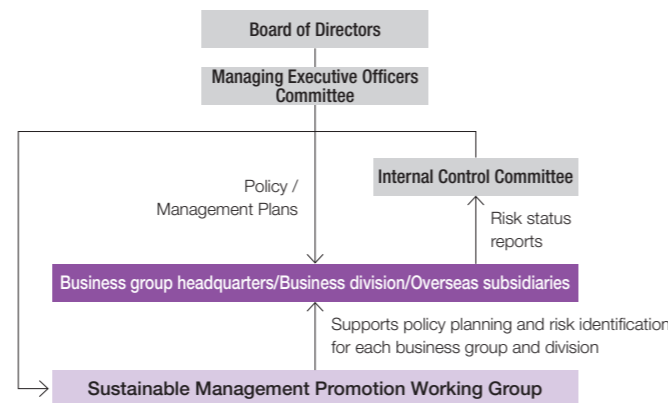 Board of Directors
Managing Executive Officers
Committee
Internal Control Committee
Policy /
Management Plans
Risk status
reports
Business group headquarters/Business division/Overseas subsidiaries
Supports policy planning and risk identification
for each business group and division
Sustainable Management Promotion Working Group